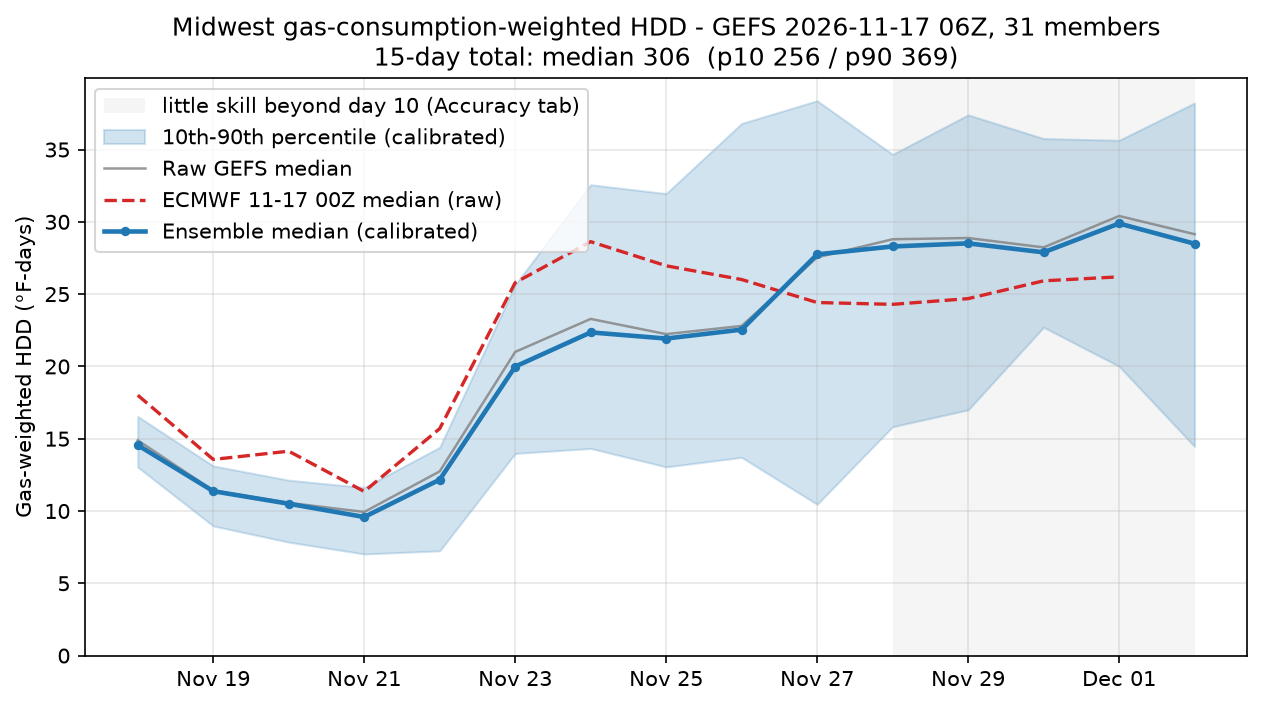 Midwest gas-consumption-weighted HDD - GEFS 2026-11-17 06Z, 31 members
15-day total: median 306  (p10 256 / p90 369)
little skill beyond day 10 (Accuracy tab)
10th-90th percentile (calibrated)
Raw GEFS median
ECMWF 11-17 00Z median (raw)
Ensemble median (calibrated)
Gas-weighted HDD (°F-days)
35
30
25
20
15
10
5
0
Nov 19
Nov 21
Nov 23
Nov 25
Nov 27
Nov 29
Dec 01